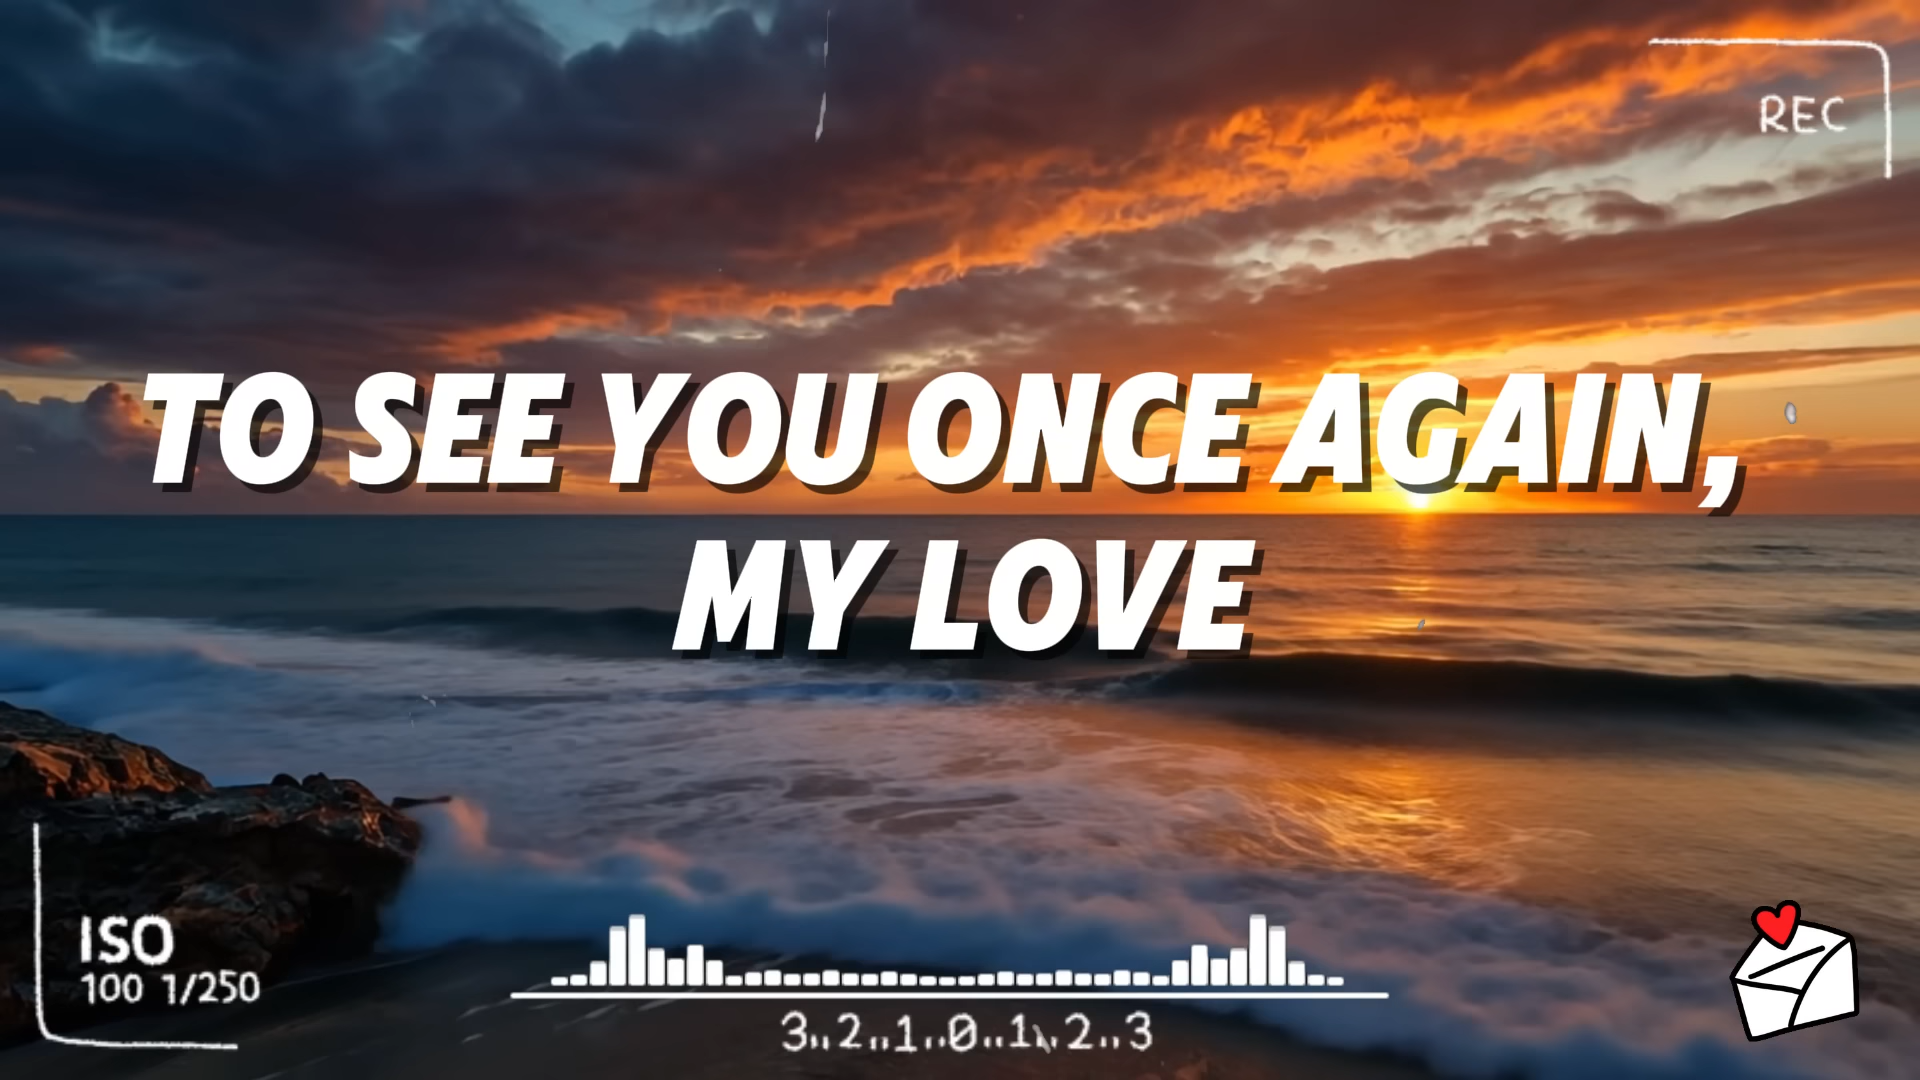 REC
TO SEE YOU ONCE AGAIN,
MY LOVE
ISO
100 1/250
3..2..1..0..1..2..3